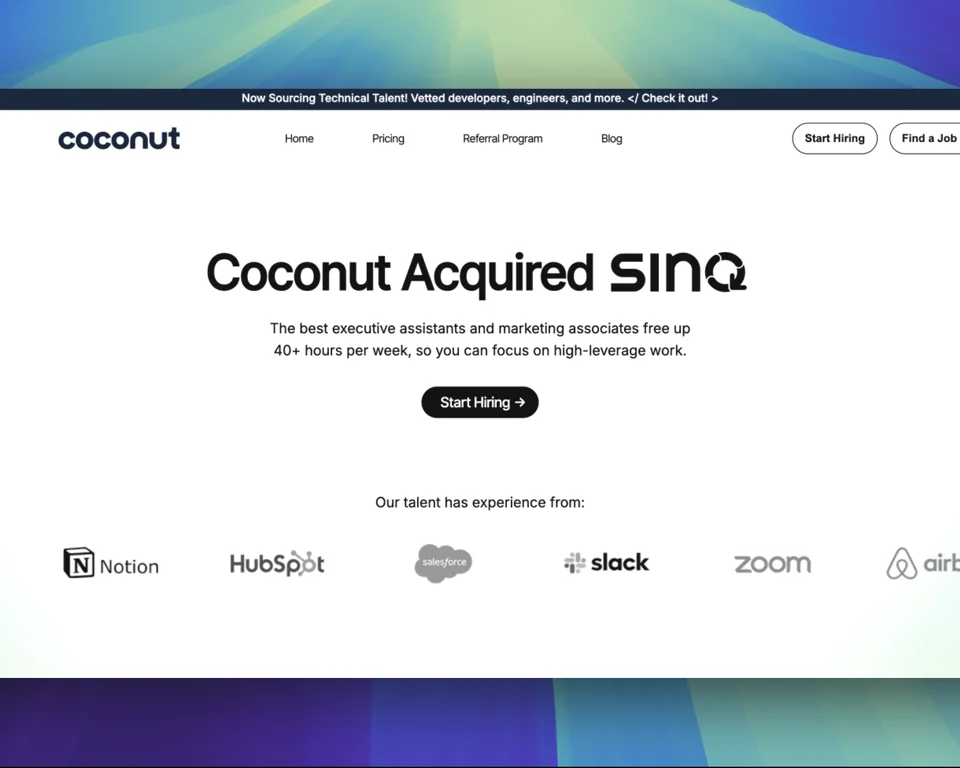 Now Sourcing Technical Talent! Vetted developers, engineers, and more. </ Check it out! >
coconut
Home
Pricing
Referral Program
Blog
Start Hiring
Find a Job
Coconut Acquired SINQ
The best executive assistants and marketing associates free up
40+ hours per week, so you can focus on high-leverage work.
Start Hiring →
Our talent has experience from:
Notion
HubSpot
salesforce
slack
zoom
airb